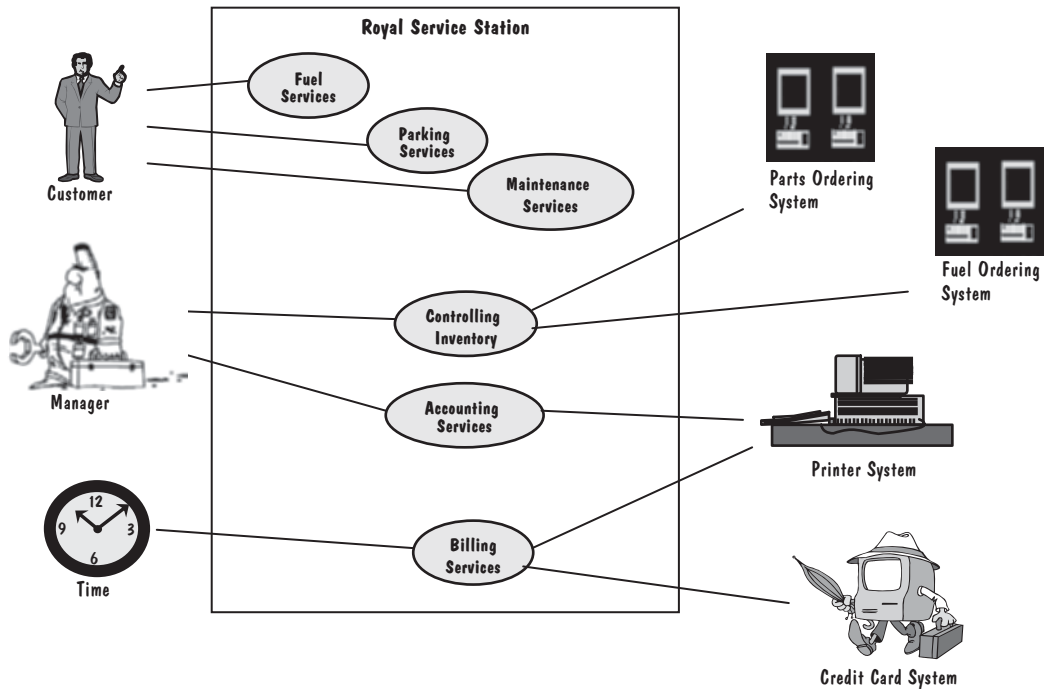 Royal Service Station
Fuel
Services
Parking
Services
Maintenance
Services
Customer
Parts Ordering
System
Fuel Ordering
System
Controlling
Inventory
Manager
Accounting
Services
Printer System
12
9
3
6
Time
Billing
Services
Credit Card System